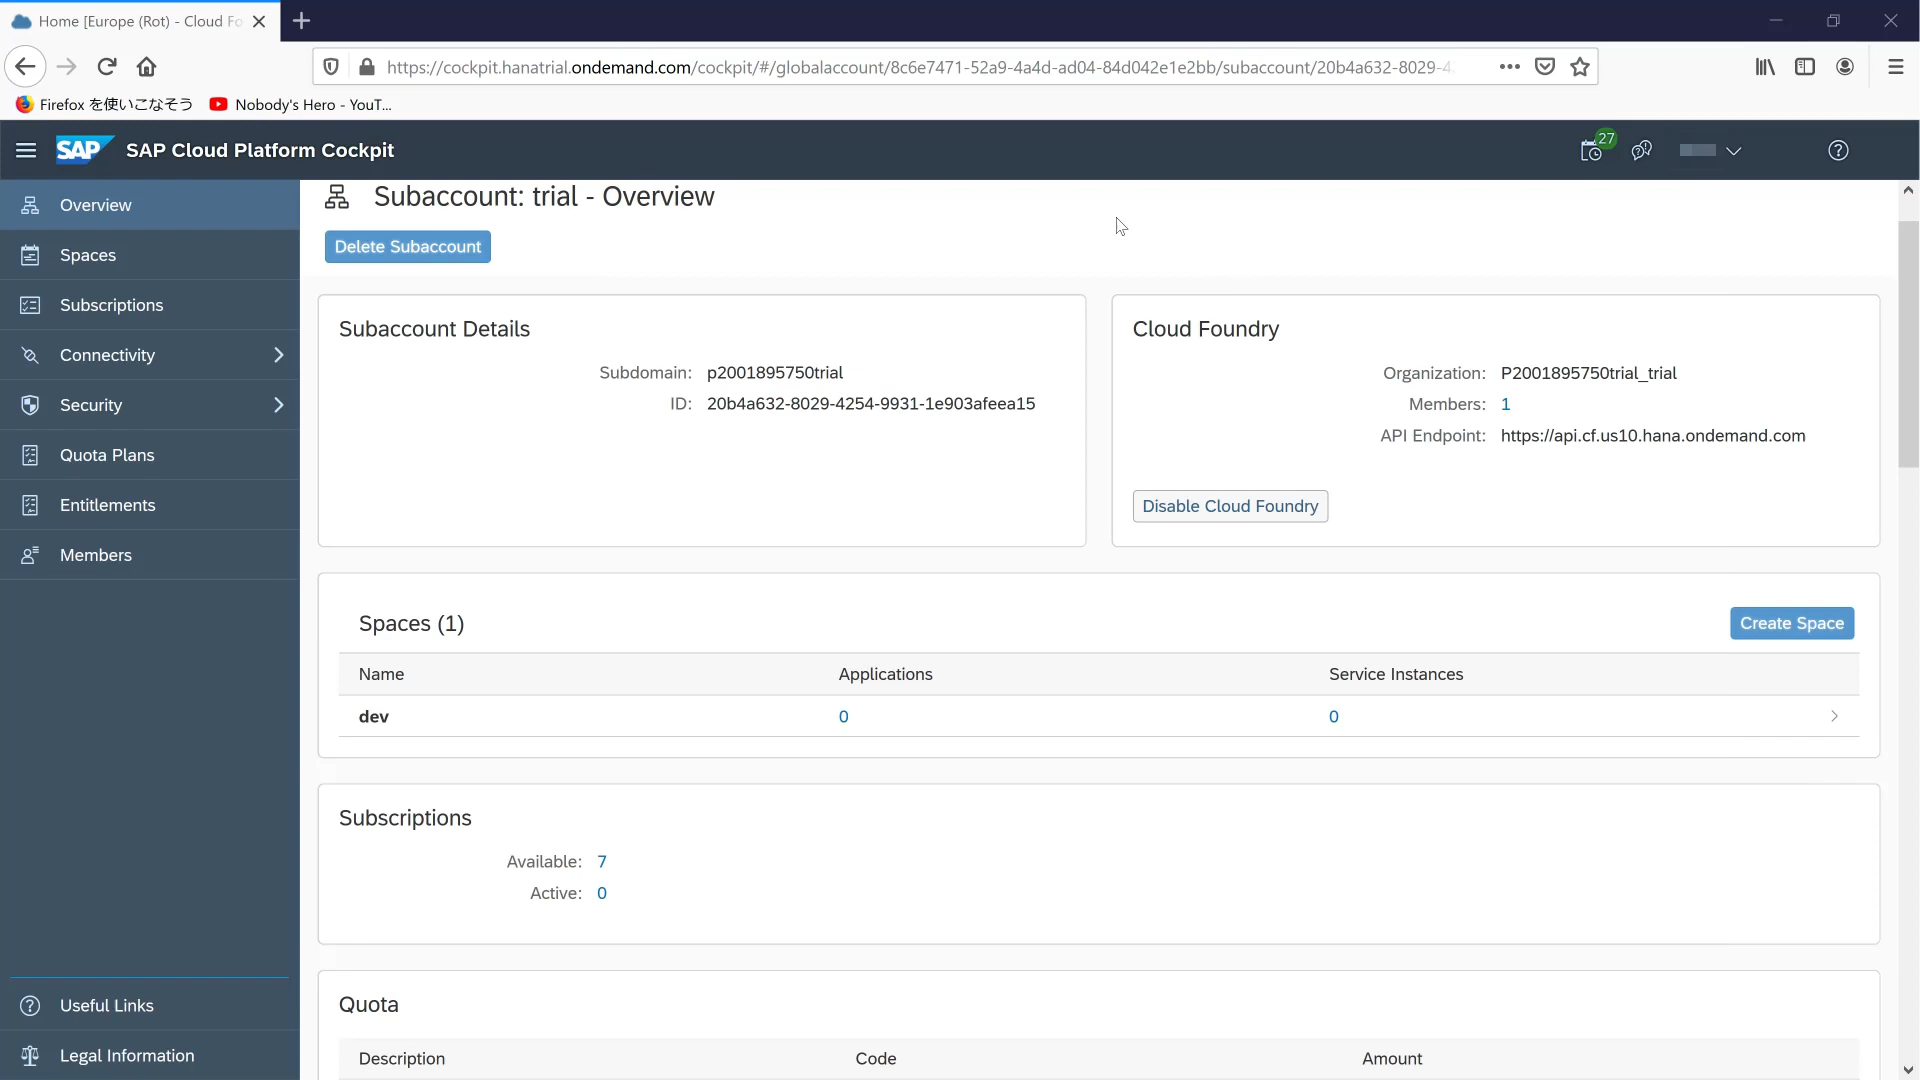 Home [Europe (Rot) - Cloud Fo
https://cockpit.hanatrial.ondemand.com/cockpit/#/globalaccount/8c6e7471-52a9-4a4d-ad04-84d042e1e2bb/subaccount/20b4a632-8029-4
Firefox を使いこなそう Nobody's Hero - YouT...
SAP SAP Cloud Platform Cockpit 27
Overview
Spaces
Subscriptions
Connectivity
Security
Quota Plans
Entitlements
Members
Useful Links
Legal Information
Subaccount: trial - Overview
Delete Subaccount
Subaccount Details
Subdomain: p2001895750trial
ID: 20b4a632-8029-4254-9931-1e903afeea15
Cloud Foundry
Organization: P2001895750trial_trial
Members: 1
API Endpoint: https://api.cf.us10.hana.ondemand.com
Disable Cloud Foundry
Spaces (1) Create Space
Name Applications Service Instances
dev 0 0
Subscriptions
Available: 7
Active: 0
Quota
Description Code Amount